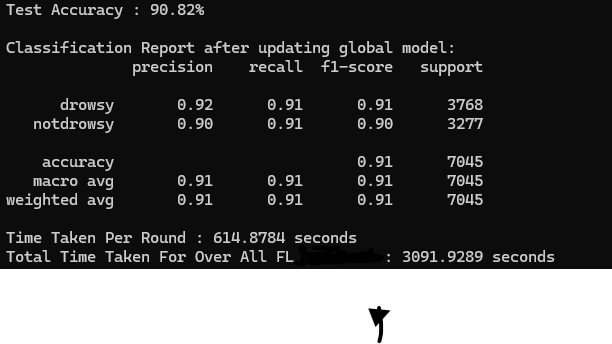 Test Accuracy : 90.82%
Classification Report after updating global model:
precision recall f1-score support
drowsy 0.92 0.91 0.91 3768
notdrowsy 0.90 0.91 0.90 3277
accuracy 0.91 7045
macro avg 0.91 0.91 0.91 7045
weighted avg 0.91 0.91 0.91 7045
Time Taken Per Round : 614.8784 seconds
Total Time Taken For Over All FL : 3091.9289 seconds